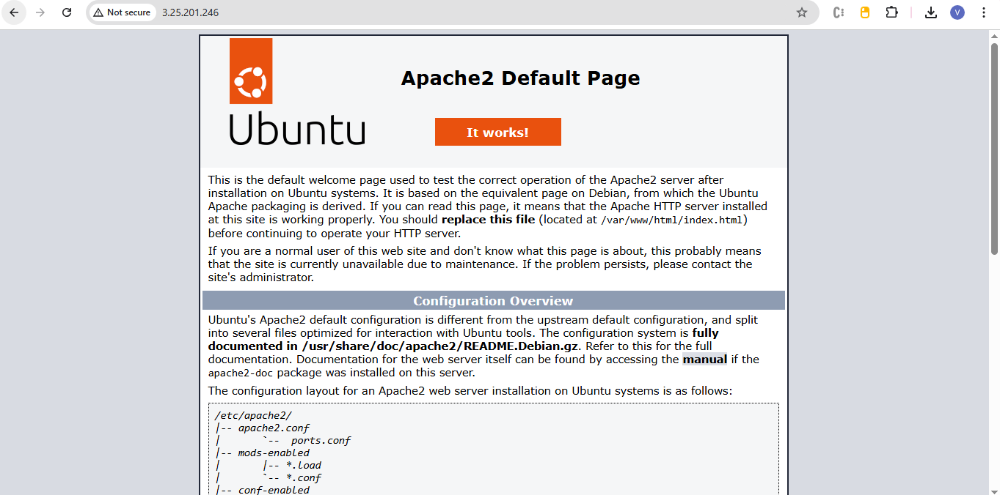 Not secure 3.25.201.246 V
Apache2 Default Page
Ubuntu
It works!
This is the default welcome page used to test the correct operation of the Apache2 server after
installation on Ubuntu systems. It is based on the equivalent page on Debian, from which the Ubuntu
Apache packaging is derived. If you can read this page, it means that the Apache HTTP server installed
at this site is working properly. You should replace this file (located at /var/www/html/index.html)
before continuing to operate your HTTP server.
If you are a normal user of this web site and don't know what this page is about, this probably means
that the site is currently unavailable due to maintenance. If the problem persists, please contact the
site's administrator.
Configuration Overview
Ubuntu's Apache2 default configuration is different from the upstream default configuration, and split
into several files optimized for interaction with Ubuntu tools. The configuration system is fully
documented in /usr/share/doc/apache2/README.Debian.gz. Refer to this for the full
documentation. Documentation for the web server itself can be found by accessing the manual if the
apache2-doc package was installed on this server.
The configuration layout for an Apache2 web server installation on Ubuntu systems is as follows:
/etc/apache2/
|-- apache2.conf
|       `--  ports.conf
|-- mods-enabled
|       |-- *.load
|       `-- *.conf
|-- conf-enabled